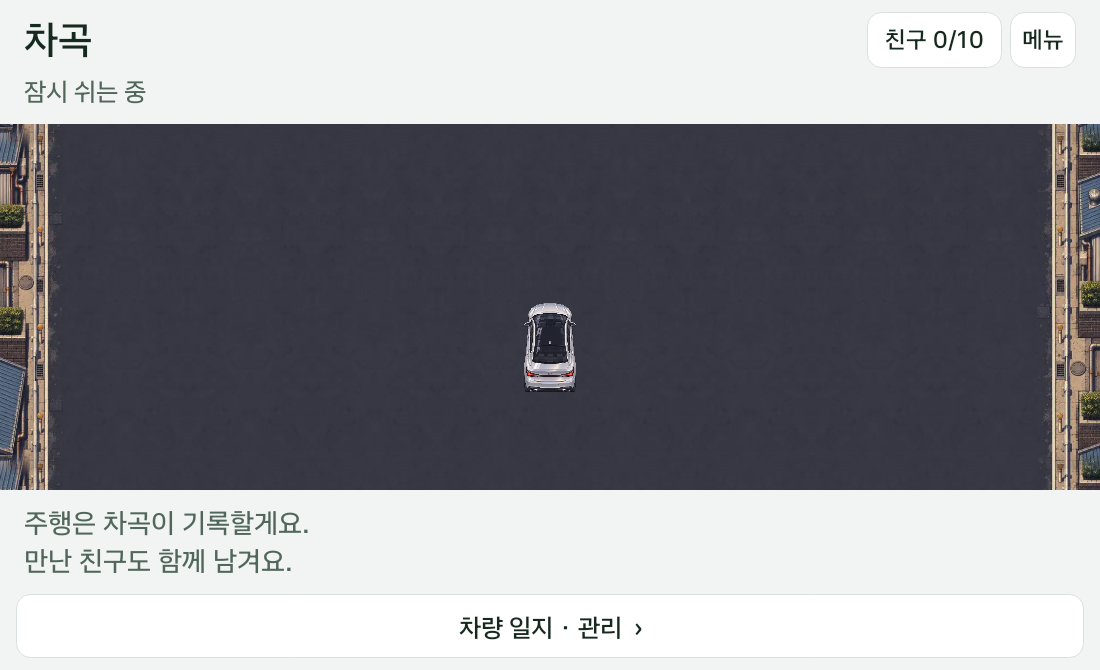 차곡
친구 0/10
메뉴
잠시 쉬는 중
주행은 차곡이 기록할게요.
만난 친구도 함께 남겨요.
차량 일지 · 관리 ›